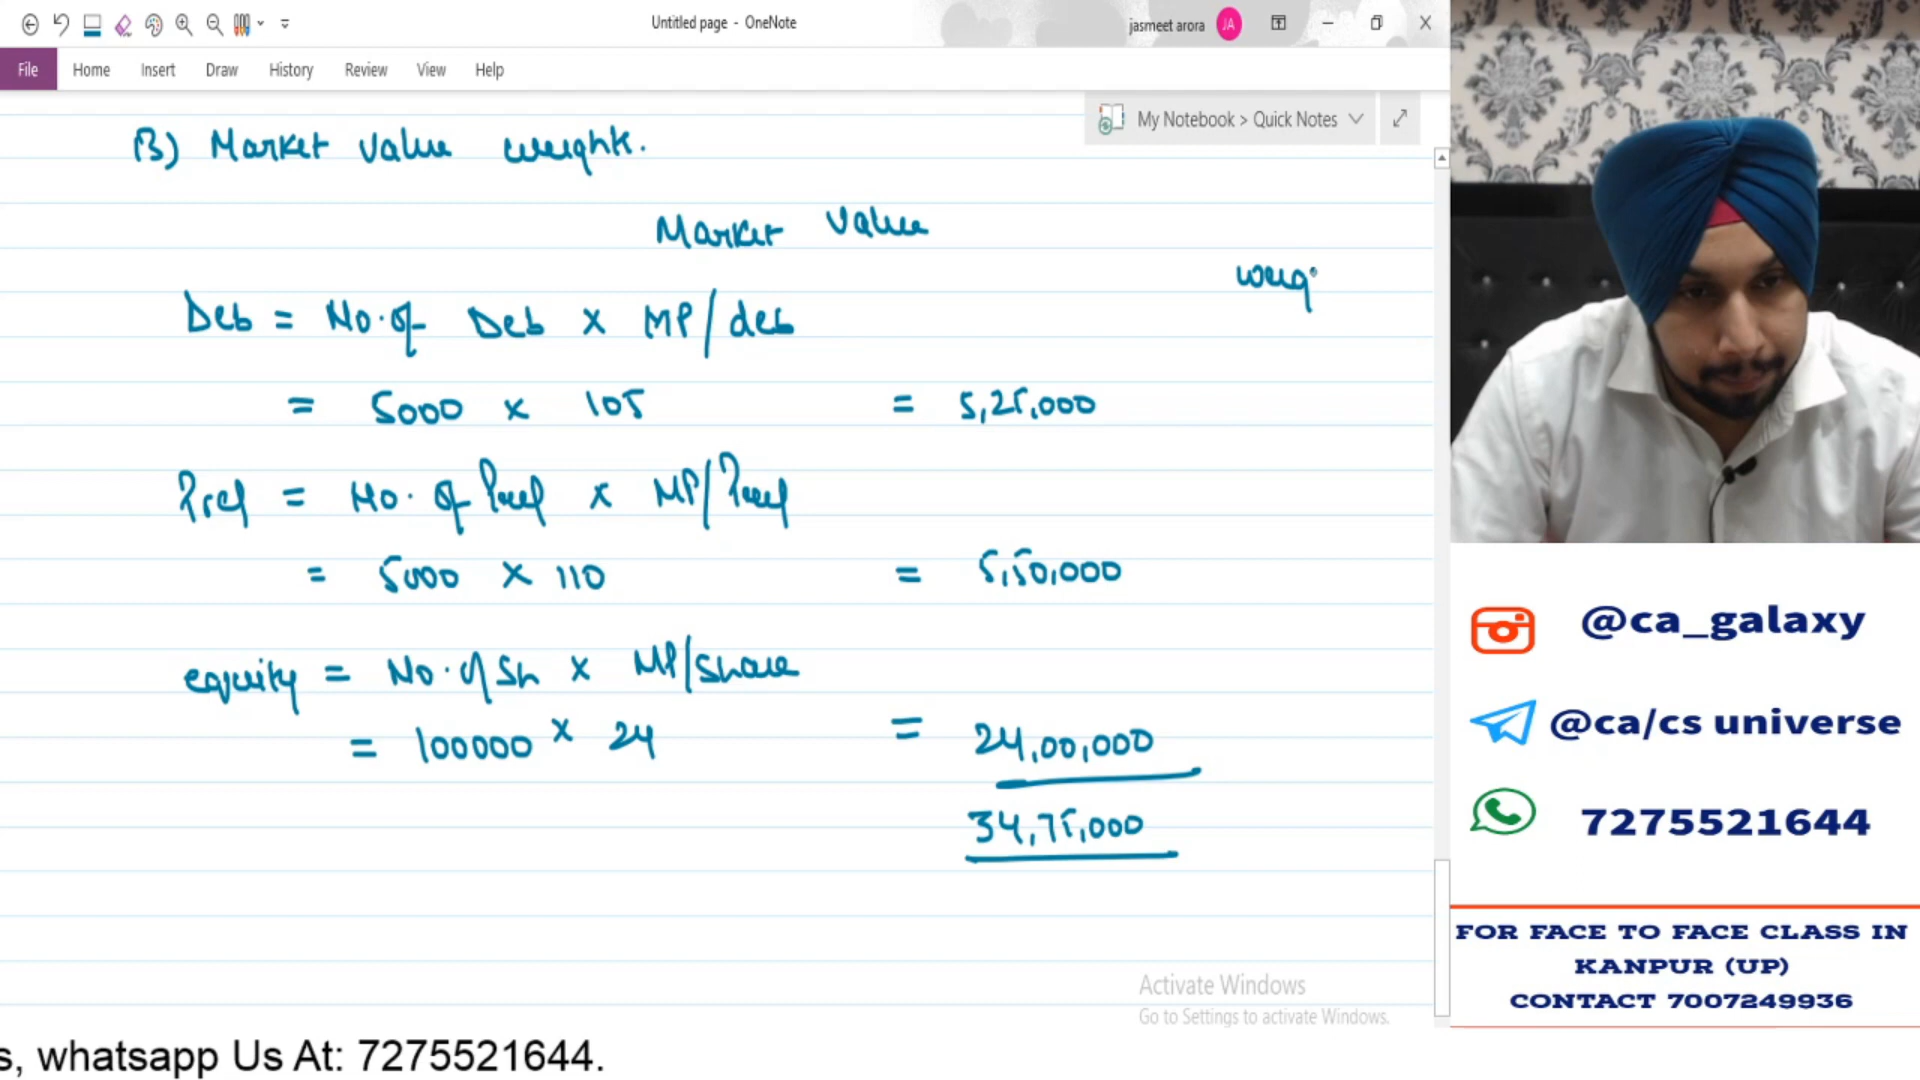 Untitled page - OneNote
jasmeet arora JA
File Home Insert Draw History Review View Help
My Notebook > Quick Notes
B) Market value weights.
Market value
weig
Deb = No. of Deb x MP/deb
= 5000 x 105 = 5,25,000
Pref = No. of Pref x MP/Pref
= 5000 x 110 = 5,50,000
equity = No. of Sh x MP/share
= 100000 x 24 = 24,00,000
34,75,000
@ca_galaxy
@ca/cs universe
7275521644
FOR FACE TO FACE CLASS IN
KANPUR (UP)
CONTACT 7007249936
Activate Windows
Go to Settings to activate Windows.
s, whatsapp Us At: 7275521644.